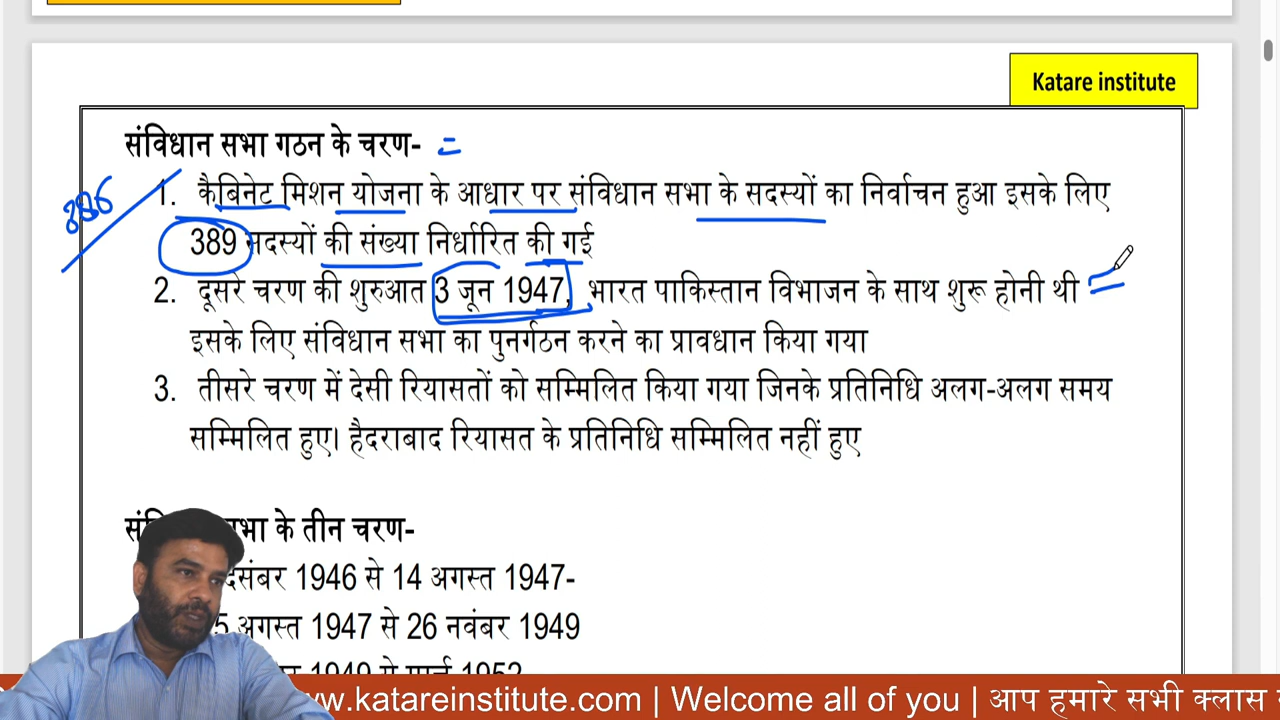 Katare institute
संविधान सभा गठन के चरण- =
1. कैबिनेट मिशन योजना के आधार पर संविधान सभा के सदस्यों का निर्वाचन हुआ इसके लिए
389 सदस्यों की संख्या निर्धारित की गई
2. दूसरे चरण की शुरुआत 3 जून 1947, भारत पाकिस्तान विभाजन के साथ शुरू होनी थी
इसके लिए संविधान सभा का पुनर्गठन करने का प्रावधान किया गया
3. तीसरे चरण में देसी रियासतों को सम्मिलित किया गया जिनके प्रतिनिधि अलग-अलग समय
सम्मिलित हुए। हैदराबाद रियासत के प्रतिनिधि सम्मिलित नहीं हुए
सभा के तीन चरण-
1946 से 14 अगस्त 1947-
अगस्त 1947 से 26 नवंबर 1949
www.katareinstitute.com | Welcome all of you | आप हमारे सभी क्लास